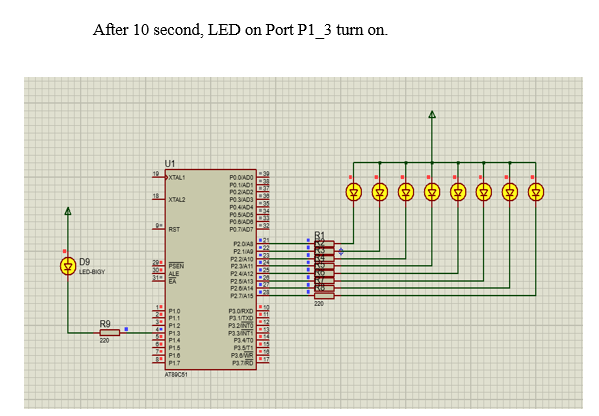 After 10 second, LED on Port P1_3 turn on.
U1
19
XTAL1
18
XTAL2
9
RST
29
PSEN
30
ALE
31
EA
1
P1.0
2
P1.1
3
P1.2
4
P1.3
5
P1.4
6
P1.5
7
P1.6
8
P1.7
P0.0/AD0
39
P0.1/AD1
38
P0.2/AD2
37
P0.3/AD3
36
P0.4/AD4
35
P0.5/AD5
34
P0.6/AD6
33
P0.7/AD7
32
P2.0/A8
21
P2.1/A9
22
P2.2/A10
23
P2.3/A11
24
P2.4/A12
25
P2.5/A13
26
P2.6/A14
27
P2.7/A15
28
P3.0/RXD
10
P3.1/TXD
11
P3.2/INT0
12
P3.3/INT1
13
P3.4/T0
14
P3.5/T1
15
P3.6/WR
16
P3.7/RD
17
AT89C51
D9
LED-BIGY
R9
220
R1
220